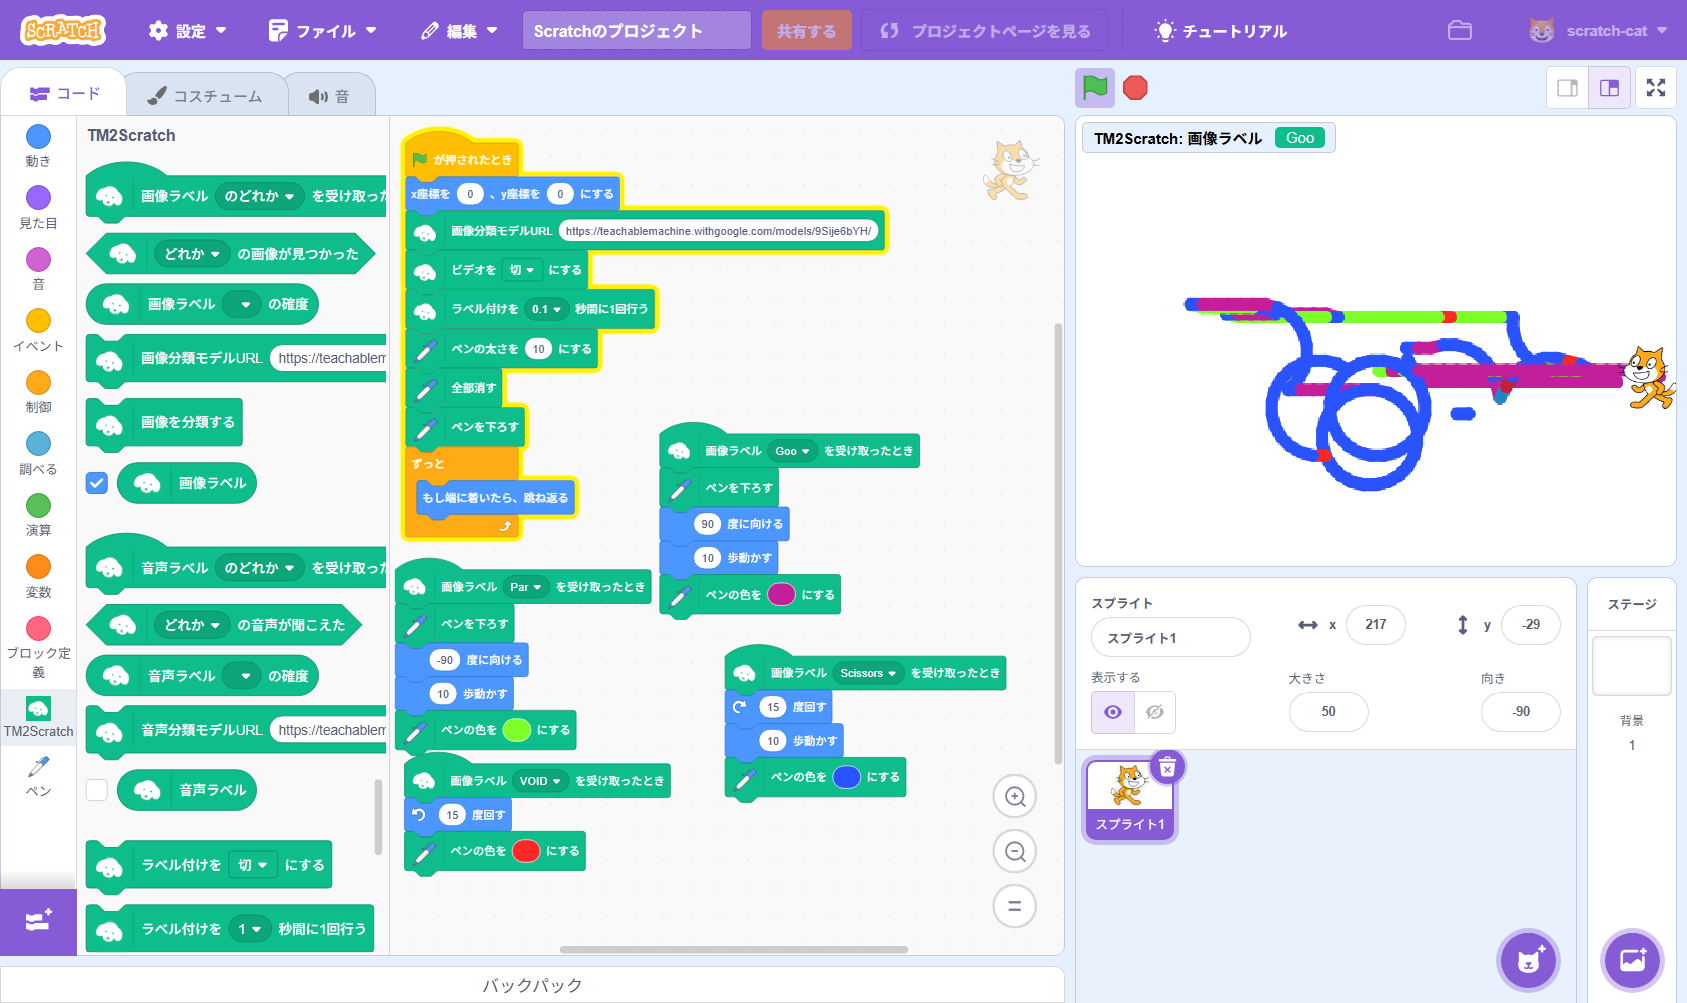 SCRATCH
設定
ファイル
編集
Scratchのプロジェクト
共有する
プロジェクトページを見る
チュートリアル
scratch-cat
コード
コスチューム
音
動き
見た目
音
イベント
制御
調べる
演算
変数
ブロック定
義
TM2Scratch
ペン
TM2Scratch
画像ラベル のどれか を受け取った
どれか の画像が見つかった
画像ラベル の確度
画像分類モデルURL https://teachablem
画像を分類する
画像ラベル
音声ラベル のどれか を受け取った
どれか の音声が聞こえた
音声ラベル の確度
音声分類モデルURL https://teachablem
音声ラベル
ラベル付けを 切 にする
ラベル付けを 1 秒間に1回行う
が押されたとき
x座標を 0 、y座標を 0 にする
画像分類モデルURL https://teachablemachine.withgoogle.com/models/9Sije6bYH/
ビデオを 切 にする
ラベル付けを 0.1 秒間に1回行う
ペンの太さを 10 にする
全部消す
ペンを下ろす
ずっと
もし端に着いたら、跳ね返る
画像ラベル Goo を受け取ったとき
ペンを下ろす
90 度に向ける
10 歩動かす
ペンの色を にする
画像ラベル Par を受け取ったとき
ペンを下ろす
-90 度に向ける
10 歩動かす
ペンの色を にする
画像ラベル Scissors を受け取ったとき
15 度回す
10 歩動かす
ペンの色を にする
画像ラベル VOID を受け取ったとき
15 度回す
ペンの色を にする
バックパック
TM2Scratch: 画像ラベル Goo
スプライト
スプライト1
x 217
y -29
表示する
大きさ
50
向き
-90
スプライト1
ステージ
背景
1